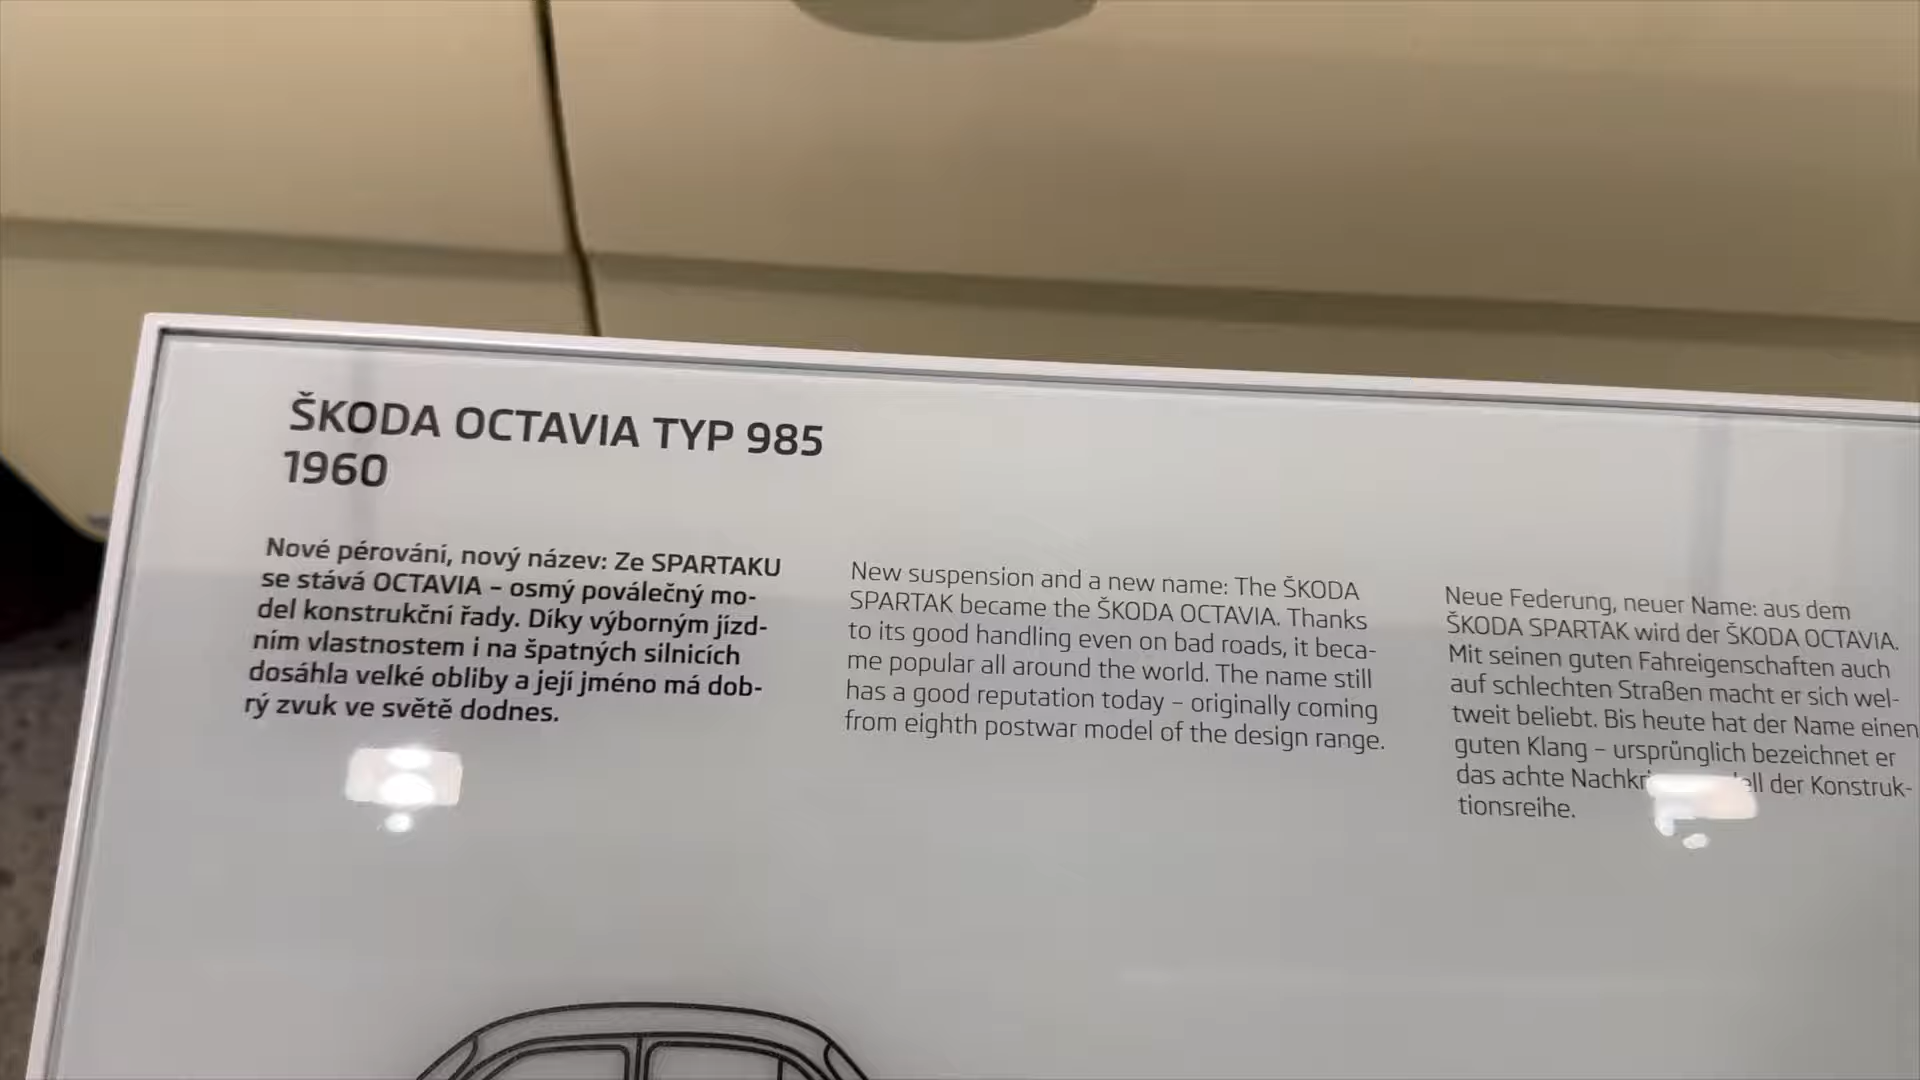 ŠKODA OCTAVIA TYP 985
1960
Nové pérování, nový název: Ze SPARTAKU
se stává OCTAVIA – osmý poválečný mo-
del konstrukční řady. Díky výborným jízd-
ním vlastnostem i na špatných silnicích
dosáhla velké obliby a její jméno má dob-
rý zvuk ve světě dodnes.
New suspension and a new name: The ŠKODA
SPARTAK became the ŠKODA OCTAVIA. Thanks
to its good handling even on bad roads, it beca-
me popular all around the world. The name still
has a good reputation today – originally coming
from eighth postwar model of the design range.
Neue Federung, neuer Name: aus dem
ŠKODA SPARTAK wird der ŠKODA OCTAVIA.
Mit seinen guten Fahreigenschaften auch
auf schlechten Straßen macht er sich wel-
tweit beliebt. Bis heute hat der Name einen
guten Klang – ursprünglich bezeichnet er
das achte der Konstruk-
tionsreihe.